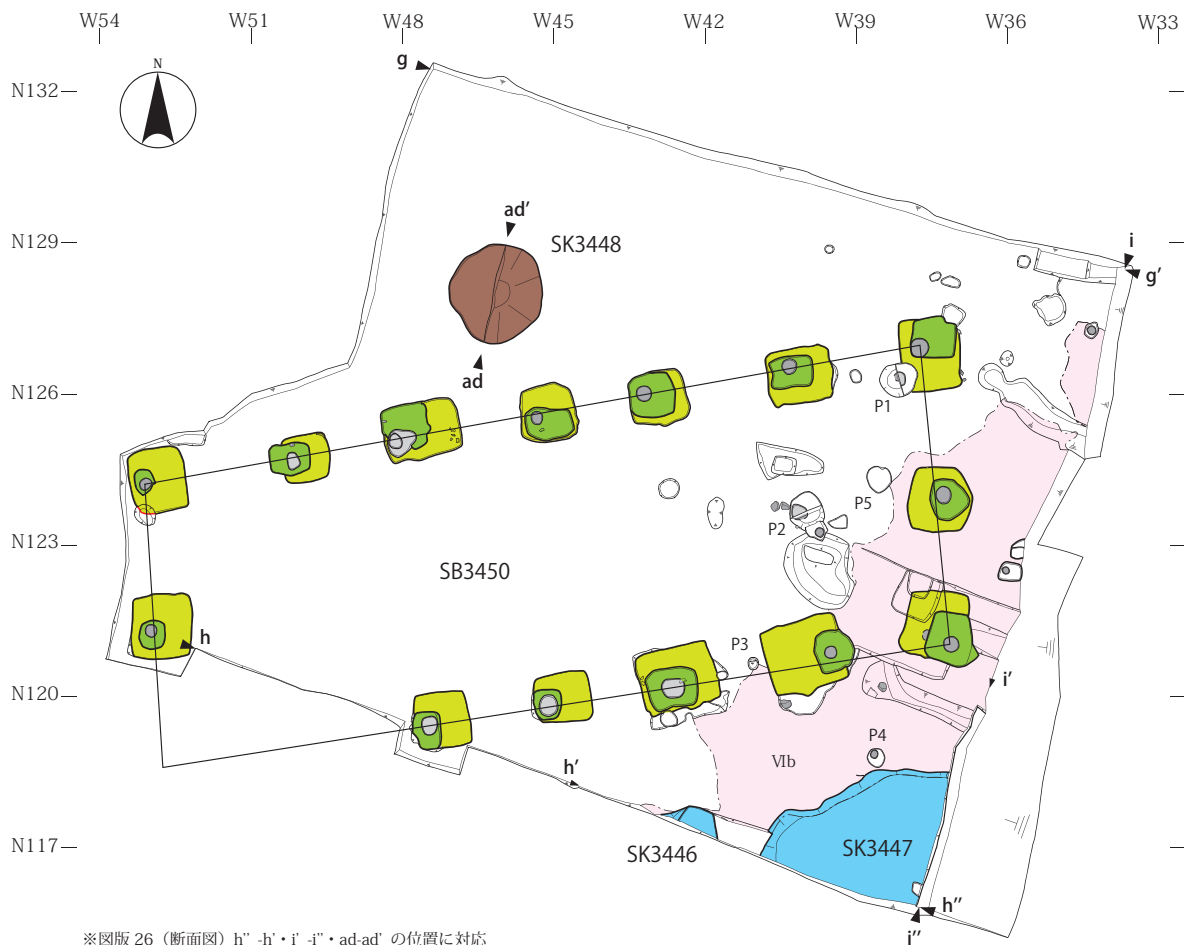 W54 W51 W48 W45 W42 W39 W36 W33
g
N
N132
ad'
N129
SK3448
i
g'
ad
N126
P1
P5
P2
N123
SB3450
h
P3
N120
i'
P4
h'
VIb
N117
SK3446
SK3447
h''
i''
※図版 26（断面図）h'' -h'・i' -i''・ad-ad' の位置に対応